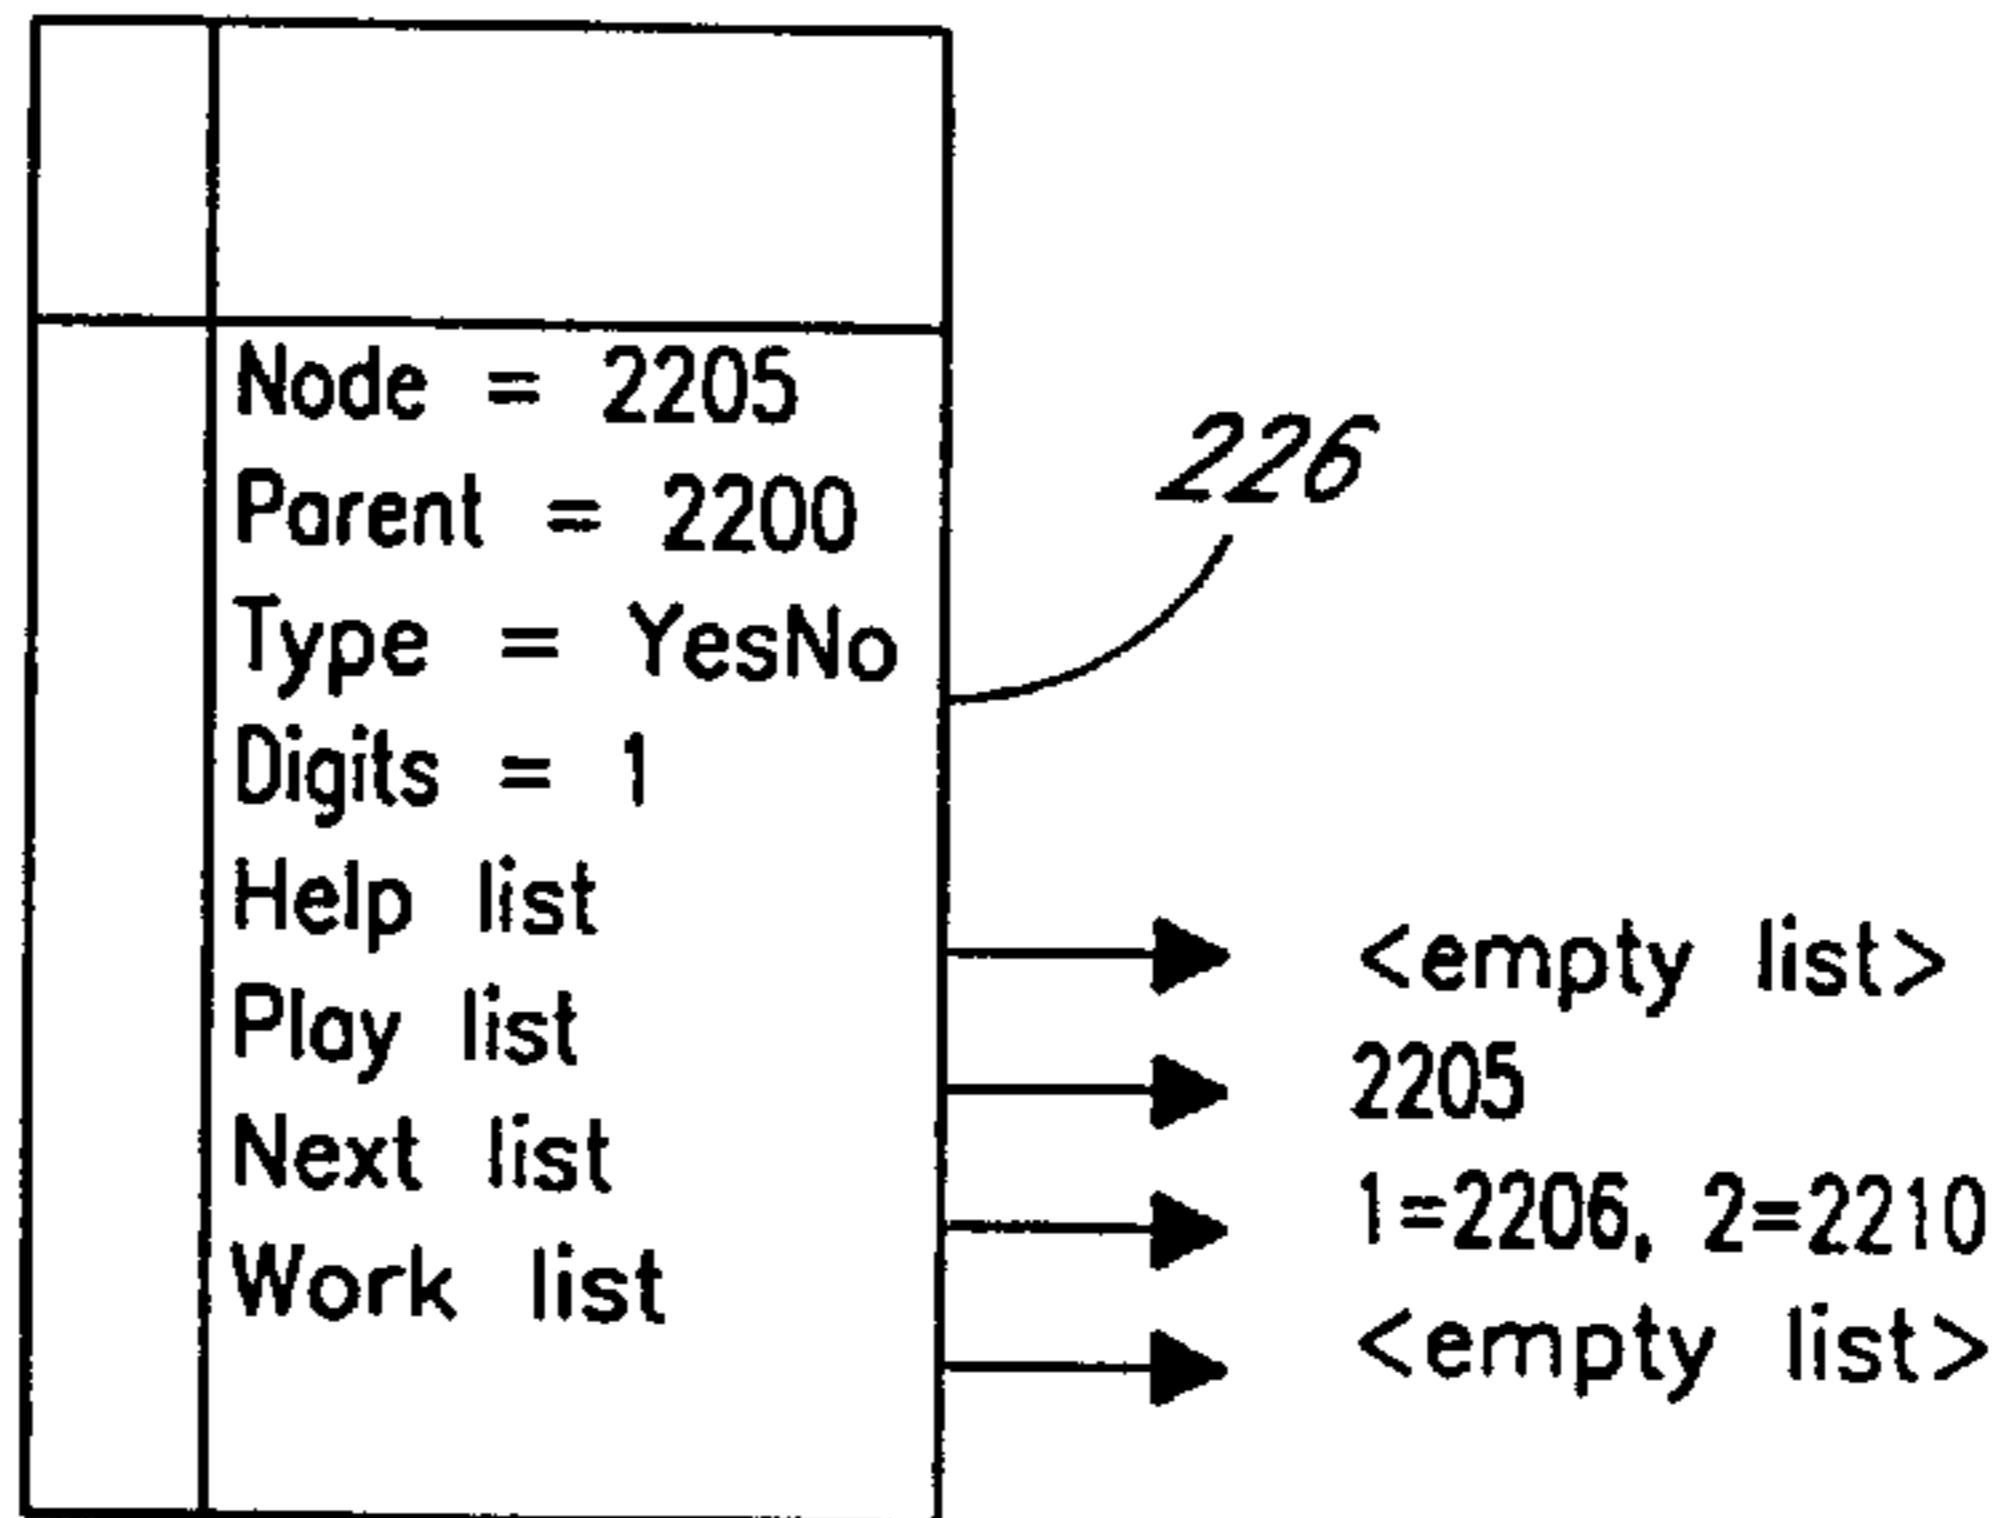 Node = 2205
Parent = 2200
Type = YesNo
Digits = 1
Help list
Play list
Next list
Work list
226
<empty list>
2205
1=2206, 2=2210
<empty list>